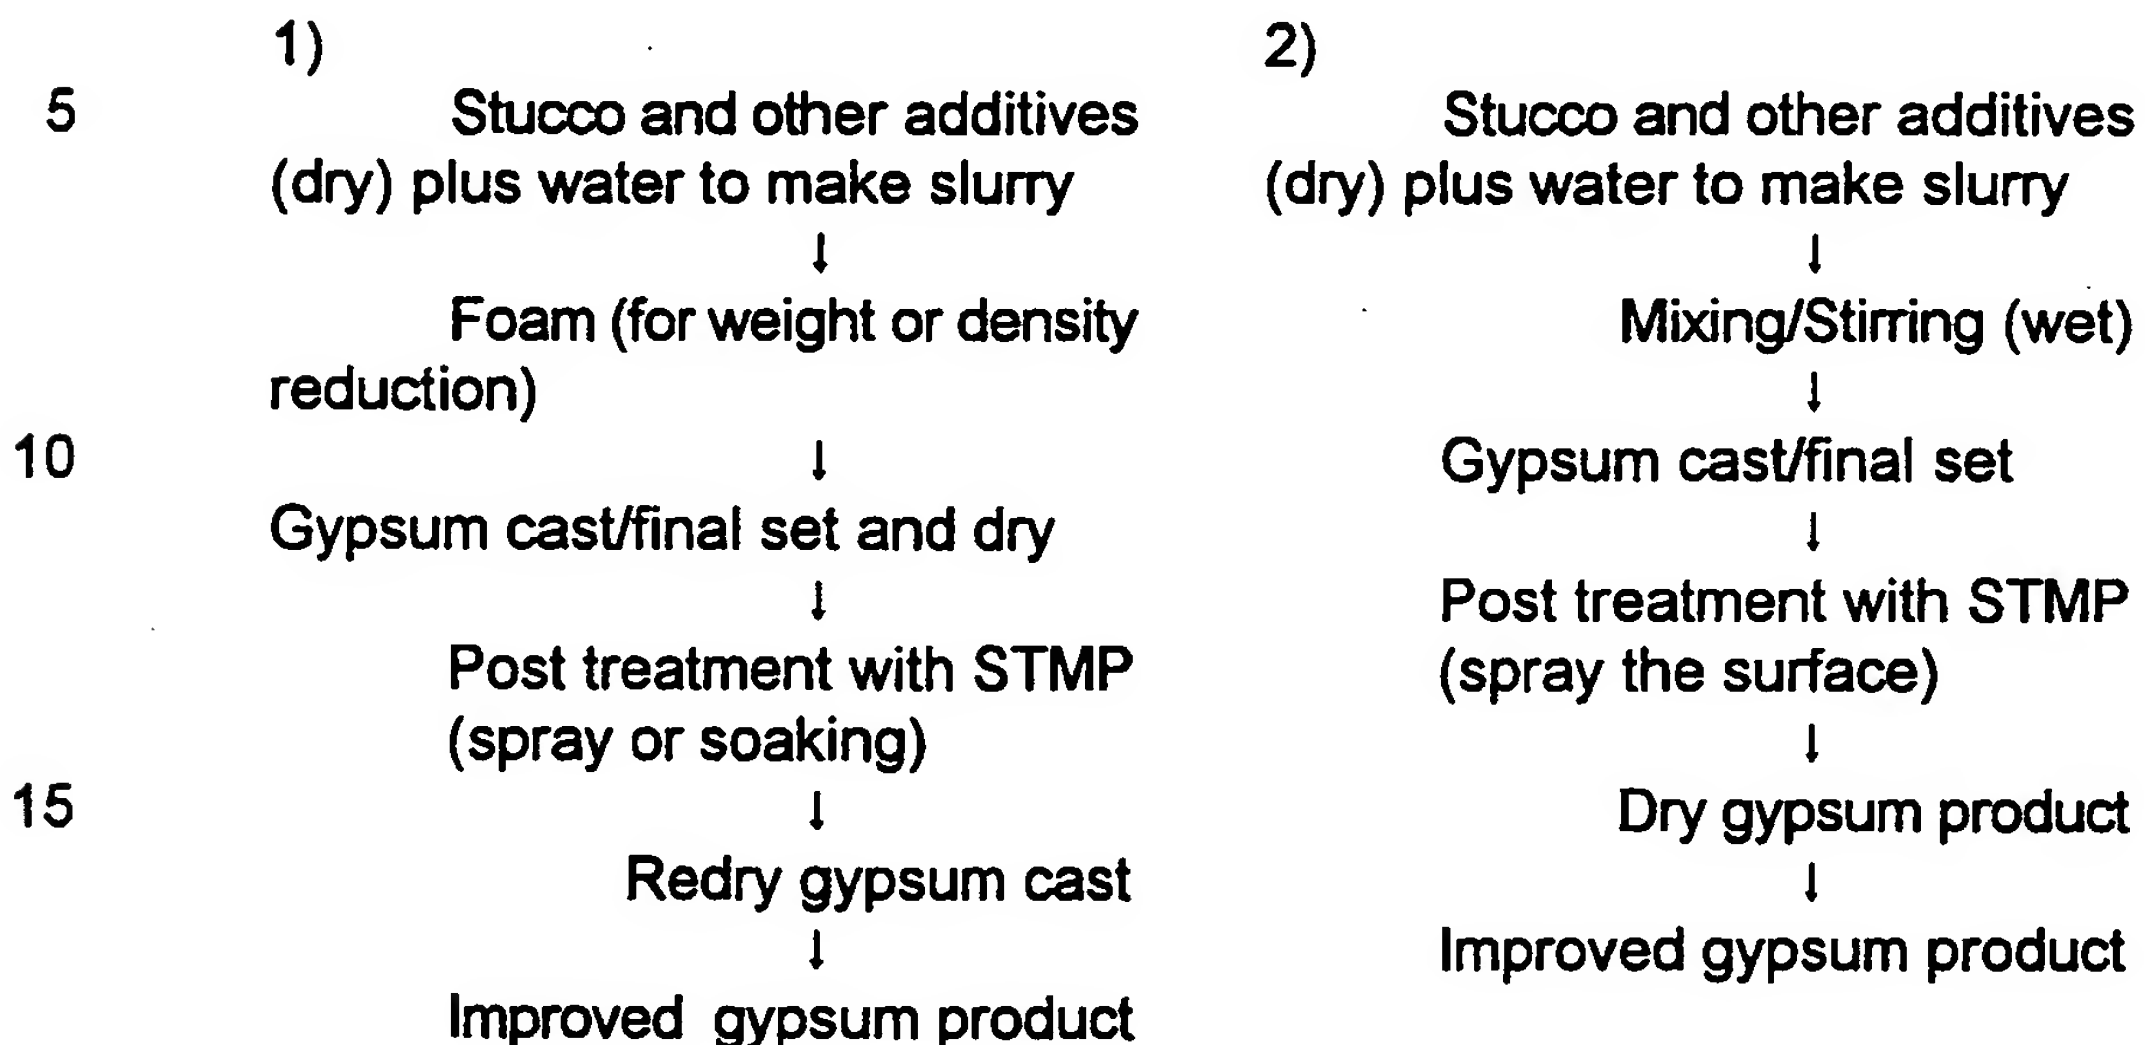 1)
5 Stucco and other additives
(dry) plus water to make slurry
↓
Foam (for weight or density
reduction)
10 ↓
Gypsum cast/final set and dry
↓
Post treatment with STMP
(spray or soaking)
15 ↓
Redry gypsum cast
↓
Improved gypsum product
2)
Stucco and other additives
(dry) plus water to make slurry
↓
Mixing/Stirring (wet)
↓
Gypsum cast/final set
↓
Post treatment with STMP
(spray the surface)
↓
Dry gypsum product
↓
Improved gypsum product